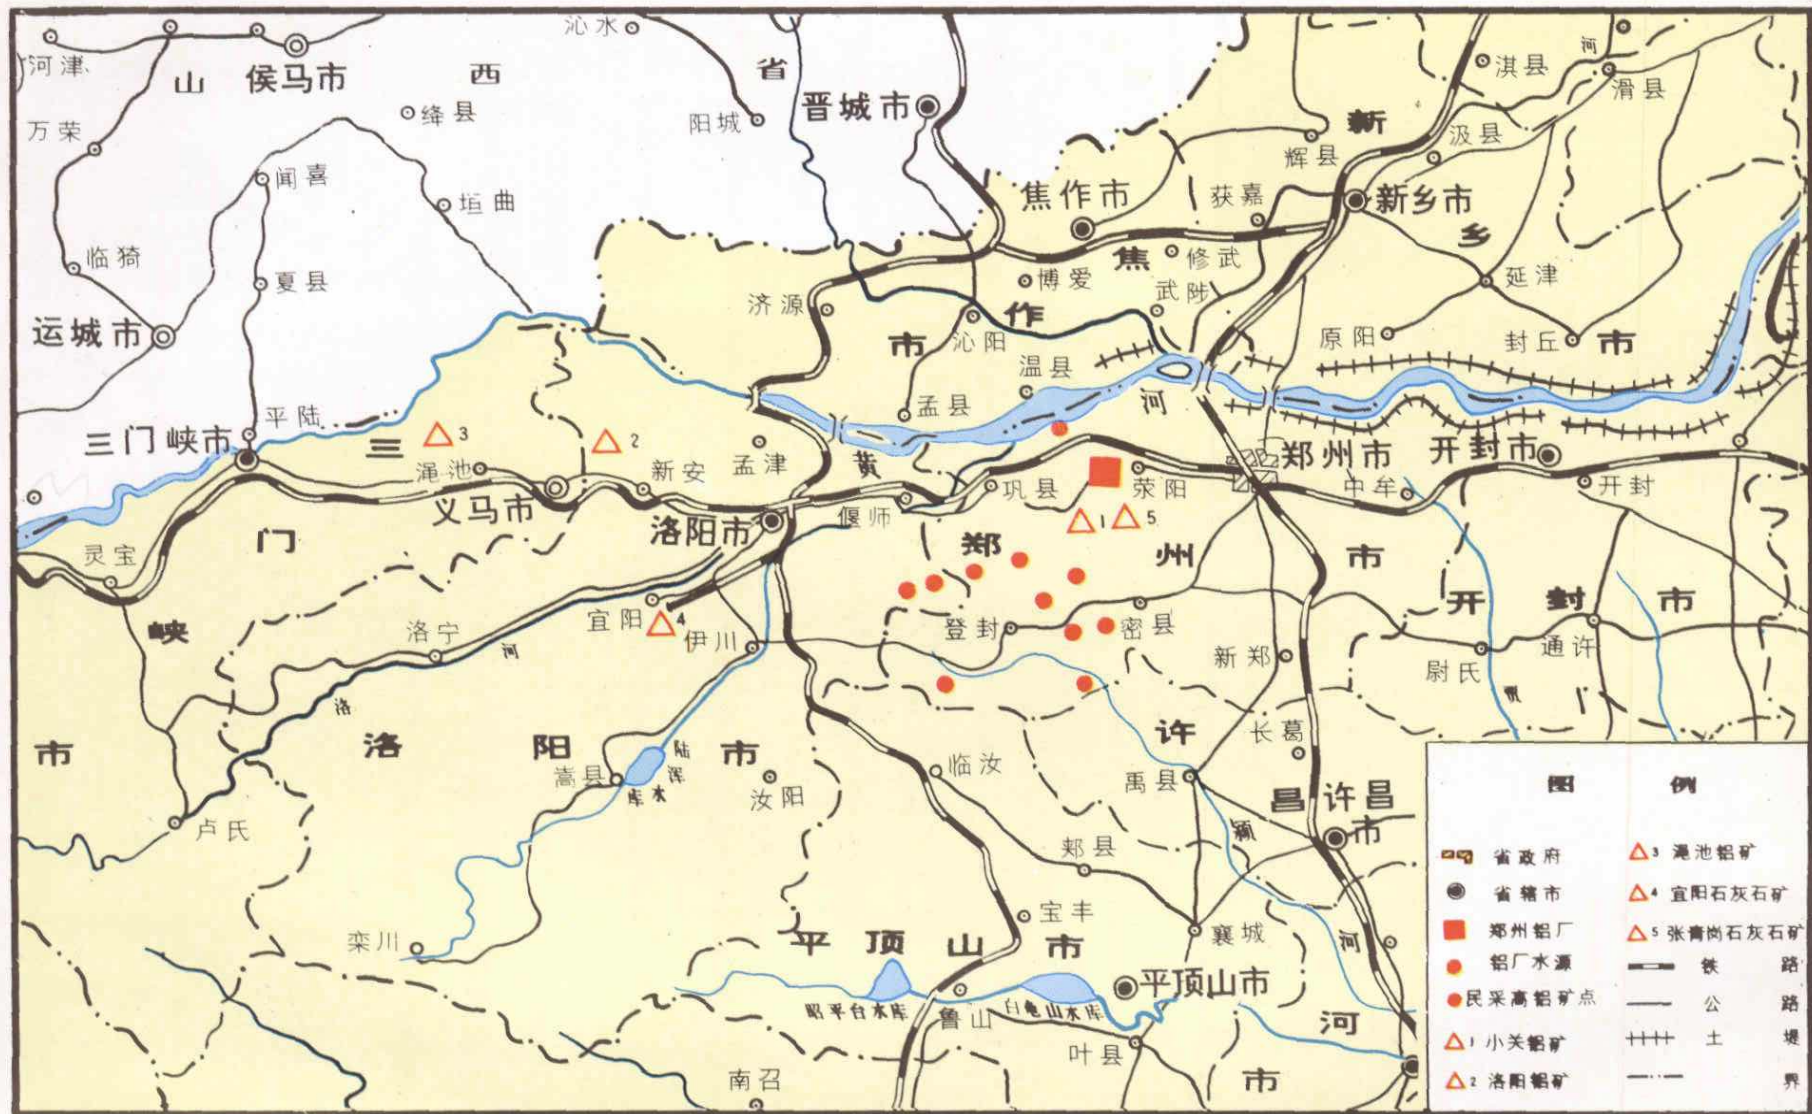 沁水
河津
山
侯马市
西
省
河
淇县
滑县
绛县
阳城
晋城市
新
万荣
汲县
辉县
闻喜
垣曲
焦作市
获嘉
新乡市
乡
临猗
夏县
焦
修武
博爱
武陟
延津
济源
作
运城市
市
沁阳
原阳
封丘
市
温县
孟县
河
平陆
三门峡市
三
3
2
渑池
新安
孟津
黄
郑州市
开封市
义马市
巩县
荥阳
中牟
开封
洛阳市
偃师
1
5
灵宝
门
郑
州
市
峡
洛宁
宜阳
4
伊川
登封
密县
开
封
市
河
新郑
尉氏
通许
洛
贾
市
洛
阳
市
陆
浑
水
库
许
长葛
嵩县
汝阳
临汝
禹县
昌
许昌
市
卢氏
颍
郏县
宝丰
襄城
河
栾川
平
顶
山
市
平顶山市
昭平台水库
鲁山
白龟山水库
河
叶县
南召
市
图 例
省政府
省辖市
郑州铝厂
铝厂水源
民采高铝矿点
1 小关铝矿
2 洛阳铝矿
3 渑池铝矿
4 宜阳石灰石矿
5 张青岗石灰石矿
铁 路
公 路
土 堤
界